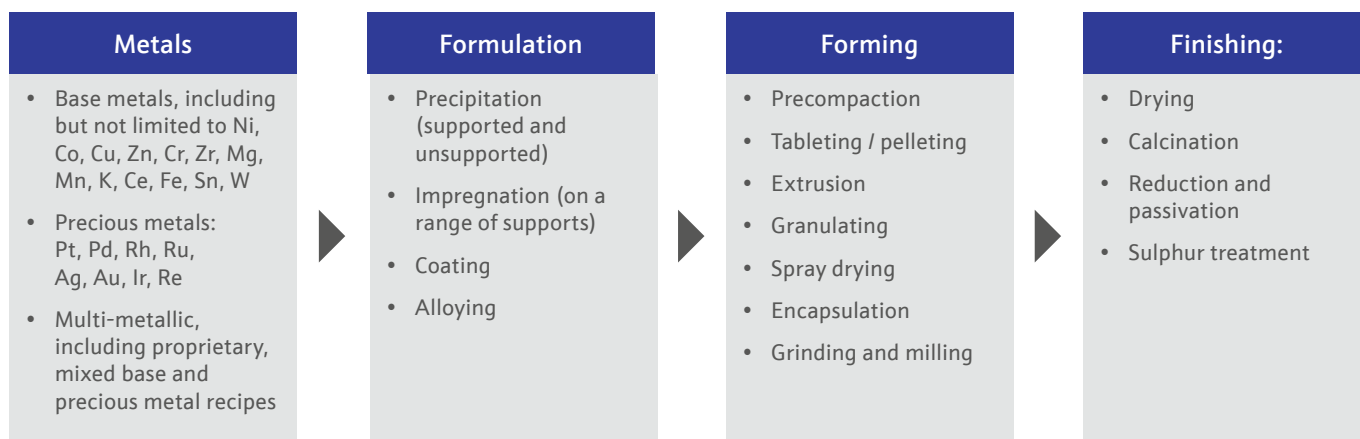 Metals
• Base metals, including
but not limited to Ni,
Co, Cu, Zn, Cr, Zr, Mg,
Mn, K, Ce, Fe, Sn, W
• Precious metals:
Pt, Pd, Rh, Ru,
Ag, Au, Ir, Re
• Multi-metallic,
including proprietary,
mixed base and
precious metal recipes
Formulation
• Precipitation
(supported and
unsupported)
• Impregnation (on a
range of supports)
• Coating
• Alloying
Forming
• Precompaction
• Tableting / pelleting
• Extrusion
• Granulating
• Spray drying
• Encapsulation
• Grinding and milling
Finishing:
• Drying
• Calcination
• Reduction and
passivation
• Sulphur treatment